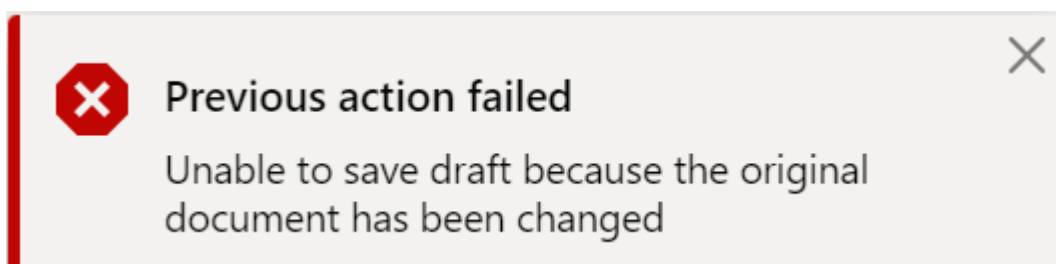 Previous action failed
Unable to save draft because the original
document has been changed